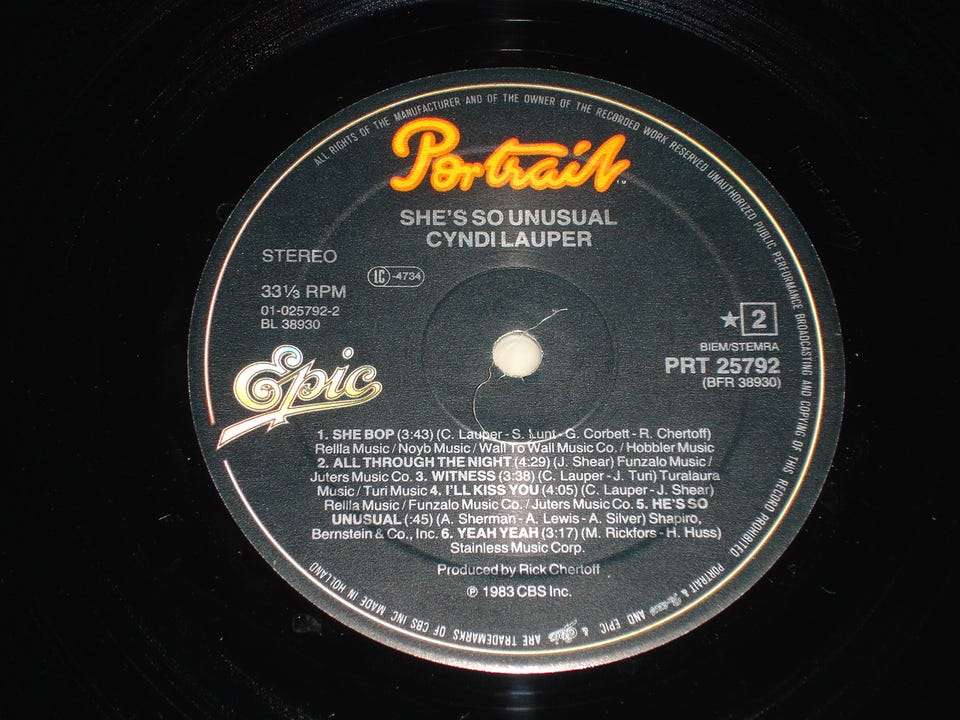 ALL RIGHTS OF THE MANUFACTURER AND OF THE OWNER OF THE RECORDED WORK RESERVED UNAUTHORIZED PUBLIC PERFORMANCE BROADCASTING AND COPYING OF THIS RECORD PROHIBITED
Portrait™
SHE'S SO UNUSUAL
CYNDI LAUPER
STEREO
LC-4734
33⅓ RPM
01-025792-2
BL 38930
★ 2
BIEM/STEMRA
PRT 25792
(BFR 38930)
Epic
1. SHE BOP (3:43) (C. Lauper - S. Lunt - G. Corbett - R. Chertoff)
Rellla Music / Noyb Music / Wall To Wall Music Co. / Hobbler Music
2. ALL THROUGH THE NIGHT (4:29) (J. Shear) Funzalo Music /
Juters Music Co. 3. WITNESS (3:38) (C. Lauper - J. Turi) Turalaura
Music / Turi Music 4. I'LL KISS YOU (4:05) (C. Lauper - J. Shear)
Rellla Music / Funzalo Music Co. / Juters Music Co. 5. HE'S SO
UNUSUAL (:45) (A. Sherman - A. Lewis - A. Silver) Shapiro,
Bernstein & Co., Inc. 6. YEAH YEAH (3:17) (M. Rickfors - H. Huss)
Stainless Music Corp.
Produced by Rick Chertoff
℗ 1983 CBS Inc.
PORTRAIT & Portrait AND EPIC & Epic ARE TRADEMARKS OF CBS INC MADE IN HOLLAND